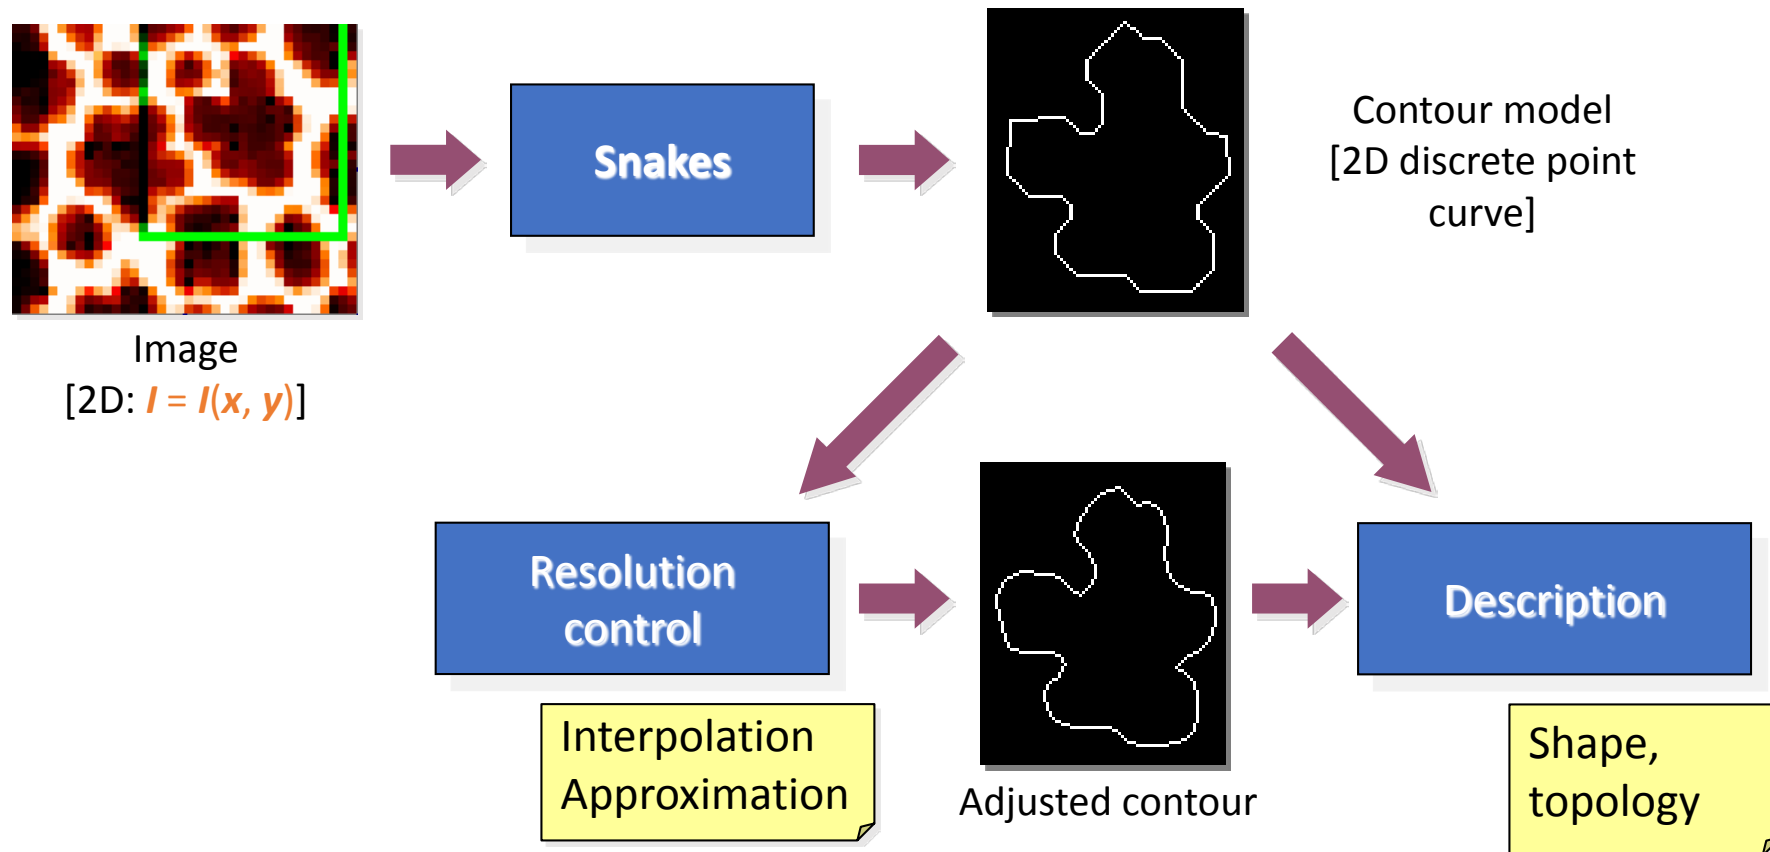 Snakes
Contour model
[2D discrete point
curve]
Image
[2D: I = I(x, y)]
Resolution
control
Description
Interpolation
Approximation
Adjusted contour
Shape,
topology